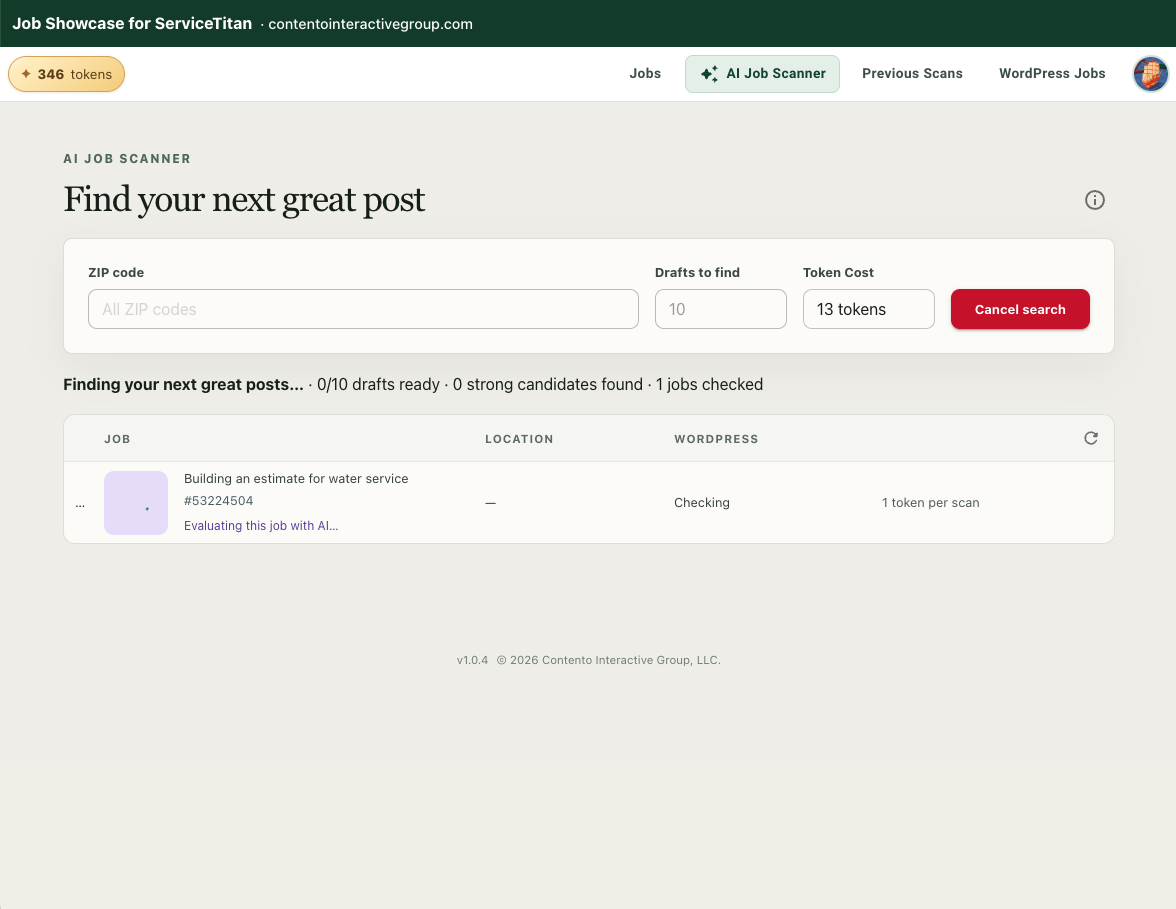 Job Showcase for ServiceTitan · contentointeractivegroup.com
346 tokens
Jobs
AI Job Scanner
Previous Scans
WordPress Jobs
AI JOB SCANNER
Find your next great post
ZIP code
Drafts to find
Token Cost
All ZIP codes
10
13 tokens
Cancel search
Finding your next great posts... · 0/10 drafts ready · 0 strong candidates found · 1 jobs checked
JOB
LOCATION
WORDPRESS
...
Building an estimate for water service
#53224504
Evaluating this job with AI...
—
Checking
1 token per scan
v1.0.4 © 2026 Contento Interactive Group, LLC.